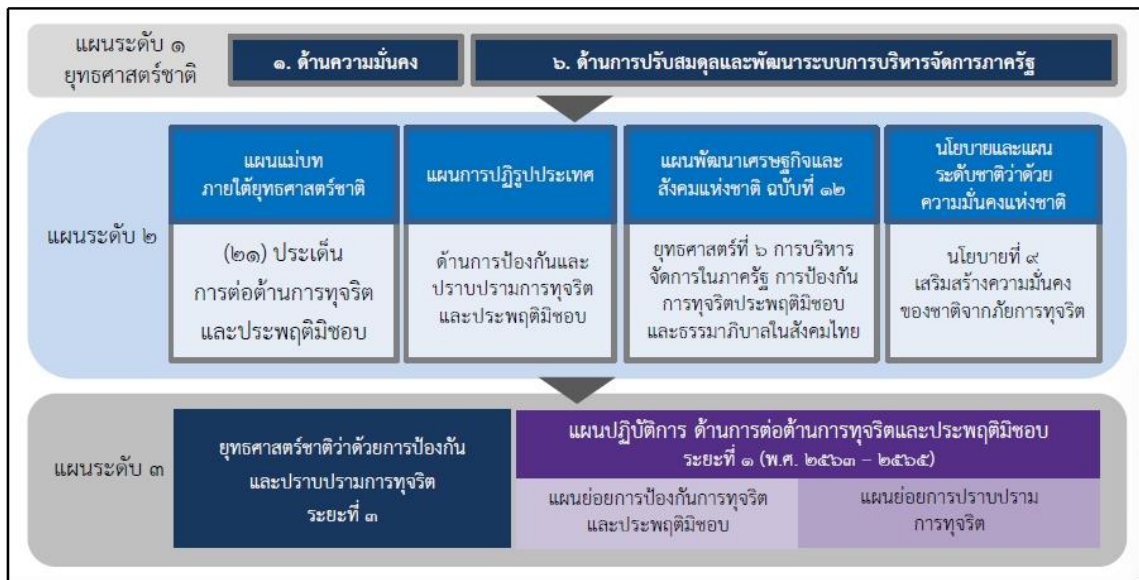 แผนระดับ ๑
ยุทธศาสตร์ชาติ
๑. ด้านความมั่นคง
๖. ด้านการปรับสมดุลและพัฒนาระบบการบริหารจัดการภาครัฐ
แผนระดับ ๒
แผนแม่บท
ภายใต้ยุทธศาสตร์ชาติ
(๒๑) ประเด็น
การต่อต้านการทุจริต
และประพฤติมิชอบ
แผนการปฏิรูปประเทศ
ด้านการป้องกันและ
ปราบปรามการทุจริต
และประพฤติมิชอบ
แผนพัฒนาเศรษฐกิจและ
สังคมแห่งชาติ ฉบับที่ ๑๒
ยุทธศาสตร์ที่ ๖ การบริหาร
จัดการในภาครัฐ การป้องกัน
การทุจริตประพฤติมิชอบ
และธรรมาภิบาลในสังคมไทย
นโยบายและแผน
ระดับชาติว่าด้วย
ความมั่นคงแห่งชาติ
นโยบายที่ ๙
เสริมสร้างความมั่นคง
ของชาติจากภัยการทุจริต
แผนระดับ ๓
ยุทธศาสตร์ชาติว่าด้วยการป้องกัน
และปราบปรามการทุจริต
ระยะที่ ๓
แผนปฏิบัติการ ด้านการต่อต้านการทุจริตและประพฤติมิชอบ
ระยะที่ ๑ (พ.ศ. ๒๕๖๓ – ๒๕๖๕)
แผนย่อยการป้องกันการทุจริต
และประพฤติมิชอบ
แผนย่อยการปราบปราม
การทุจริต